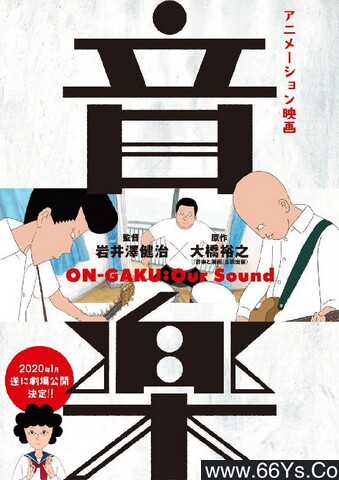 アニメーション映画
音
監督
岩井澤健治
×
原作
大橋裕之
ON-GAKU:Our Sound
楽
2020年1月
遂に劇場公開
決定!!
www.66Ys.Co